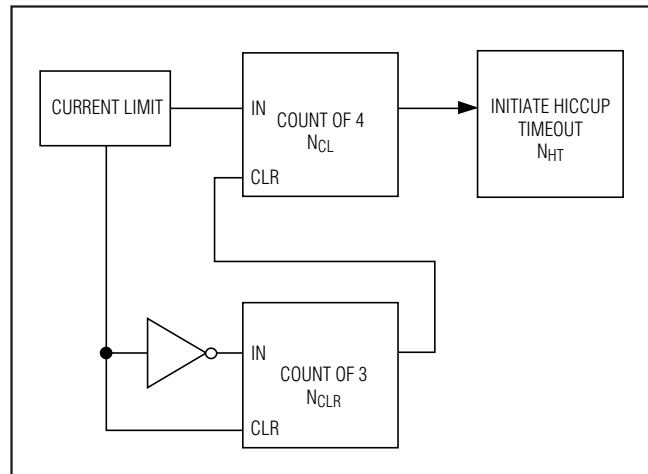 CURRENT LIMIT
IN
COUNT OF 4
NCL
CLR
INITIATE HICCUP
TIMEOUT
NHT
IN
COUNT OF 3
NCLR
CLR